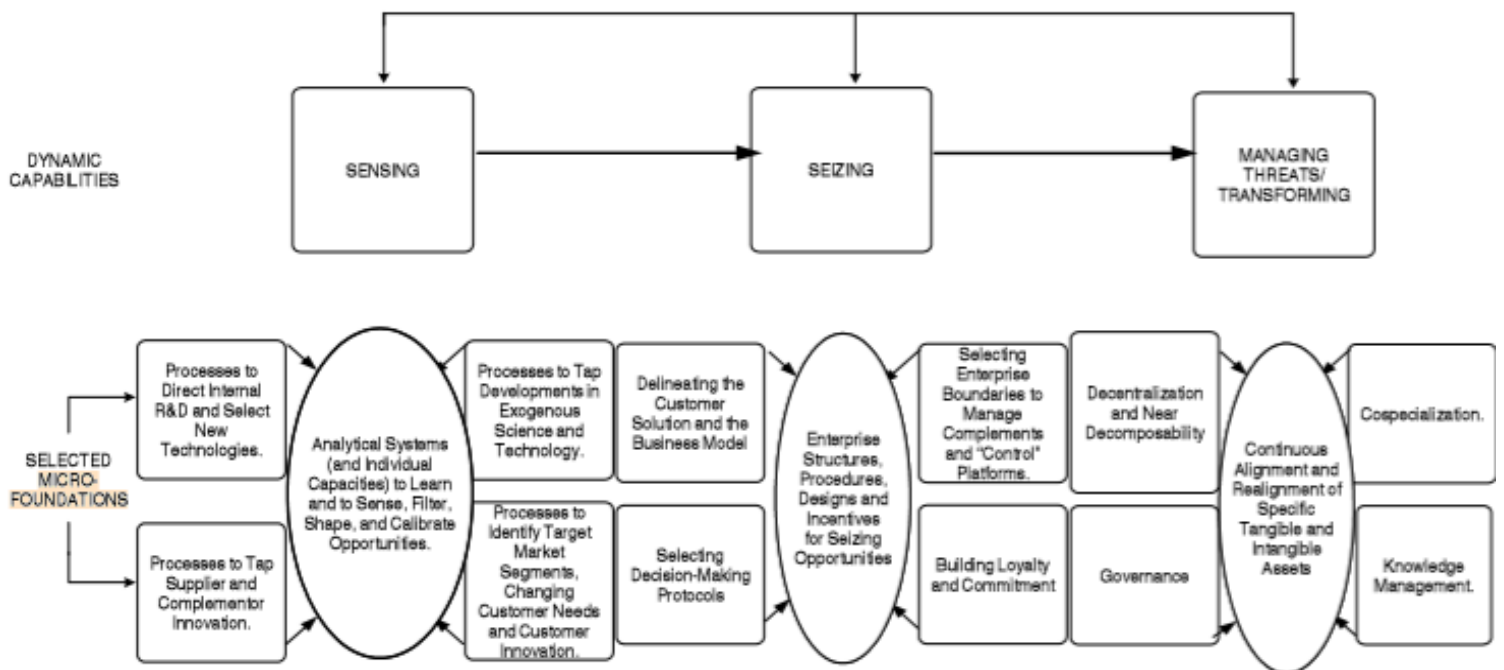 DYNAMIC
CAPABILITIES
SENSING
SEIZING
MANAGING
THREATS/
TRANSFORMING
SELECTED
MICRO-
FOUNDATIONS
Processes to
Direct Internal
R&D and Select
New
Technologies.
Processes to Tap
Supplier and
Complementor
Innovation.
Analytical Systems
(and Individual
Capacities) to Learn
and to Sense, Filter,
Shape, and Calibrate
Opportunities.
Processes to Tap
Developments in
Exogenous
Science and
Technology.
Processes to
Identify Target
Market
Segments,
Changing
Customer Needs
and Customer
Innovation.
Delineating the
Customer
Solution and the
Business Model
Selecting
Decision-Making
Protocols
Enterprise
Structures,
Procedures,
Designs and
Incentives
for Seizing
Opportunities
Selecting
Enterprise
Boundaries to
Manage
Complements
and “Control”
Platforms.
Building Loyalty
and Commitment
Decentralization
and Near
Decomposability
Governance
Continuous
Alignment and
Realignment of
Specific
Tangible and
Intangible
Assets
Cospecialization.
Knowledge
Management.